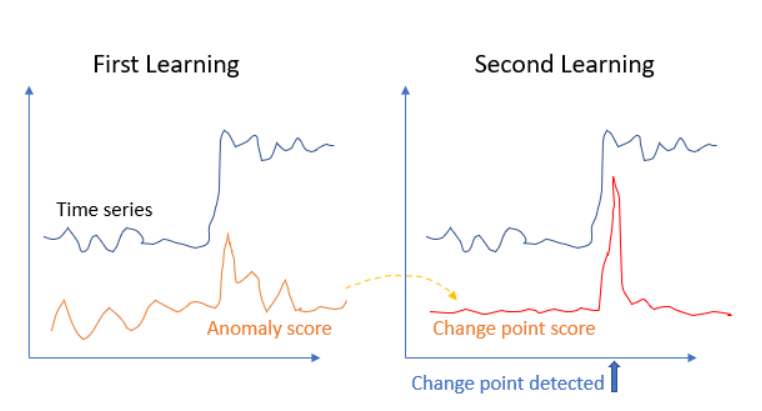 First Learning
Second Learning
Time series
Anomaly score
Change point score
Change point detected